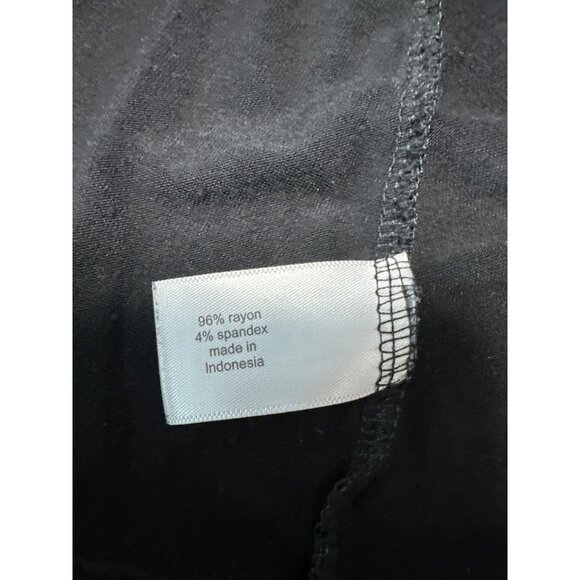 96% rayon
4% spandex
made in
Indonesia